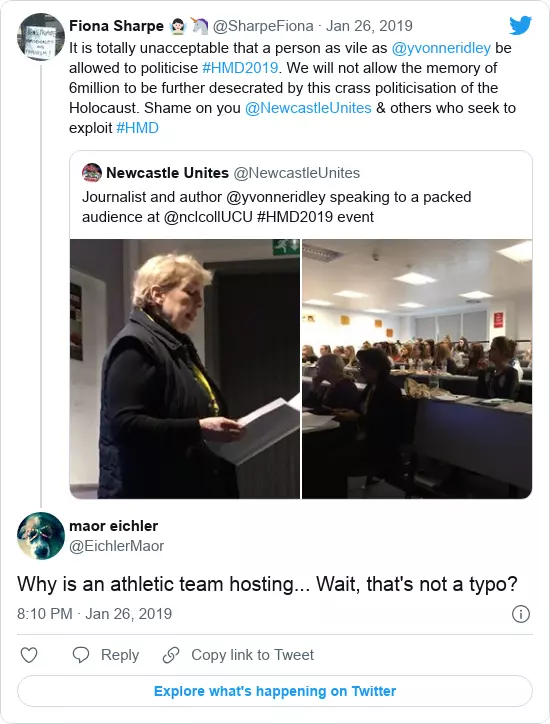 Fiona Sharpe 👩🏻‍⚕️ 🦄 @SharpeFiona · Jan 26, 2019
It is totally unacceptable that a person as vile as @yvonneridley be
allowed to politicise #HMD2019. We will not allow the memory of
6million to be further desecrated by this crass politicisation of the
Holocaust. Shame on you @NewcastleUnites & others who seek to
exploit #HMD
Newcastle Unites @NewcastleUnites
Journalist and author @yvonneridley speaking to a packed
audience at @nclcollUCU #HMD2019 event
maor eichler
@EichlerMaor
Why is an athletic team hosting... Wait, that's not a typo?
8:10 PM · Jan 26, 2019
Reply
Copy link to Tweet
Explore what's happening on Twitter